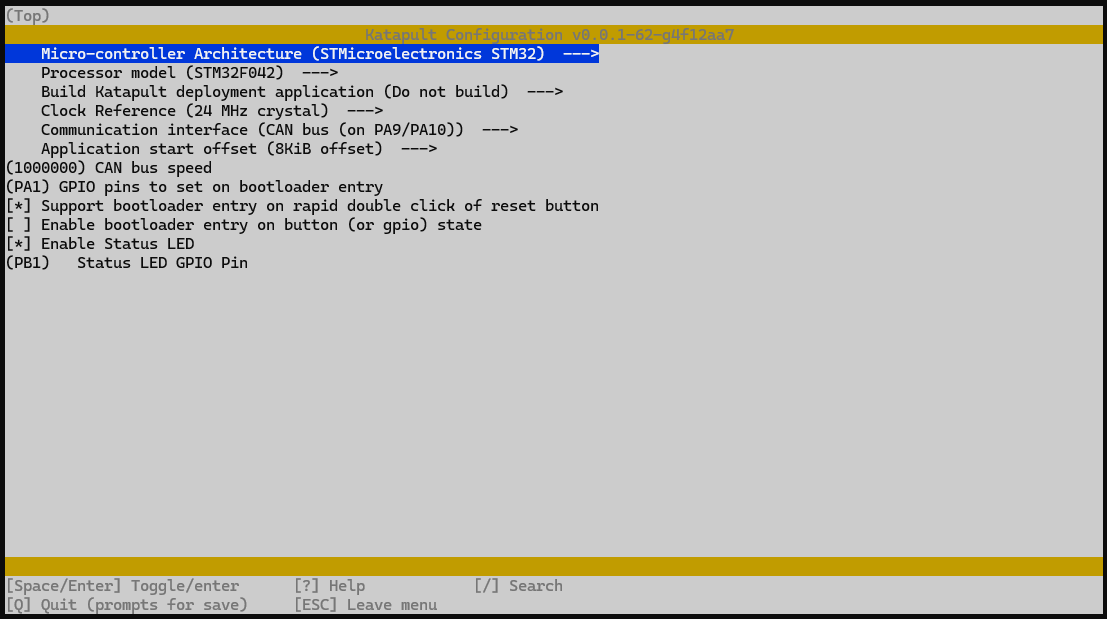 (Top)
Katapult Configuration v0.0.1-62-g4f12aa7
Micro-controller Architecture (STMicroelectronics STM32)  --->
Processor model (STM32F042)  --->
Build Katapult deployment application (Do not build)  --->
Clock Reference (24 MHz crystal)  --->
Communication interface (CAN bus (on PA9/PA10))  --->
Application start offset (8KiB offset)  --->
(1000000) CAN bus speed
(PA1) GPIO pins to set on bootloader entry
[*] Support bootloader entry on rapid double click of reset button
[ ] Enable bootloader entry on button (or gpio) state
[*] Enable Status LED
(PB1)   Status LED GPIO Pin
[Space/Enter] Toggle/enter      [?] Help            [/] Search
[Q] Quit (prompts for save)     [ESC] Leave menu